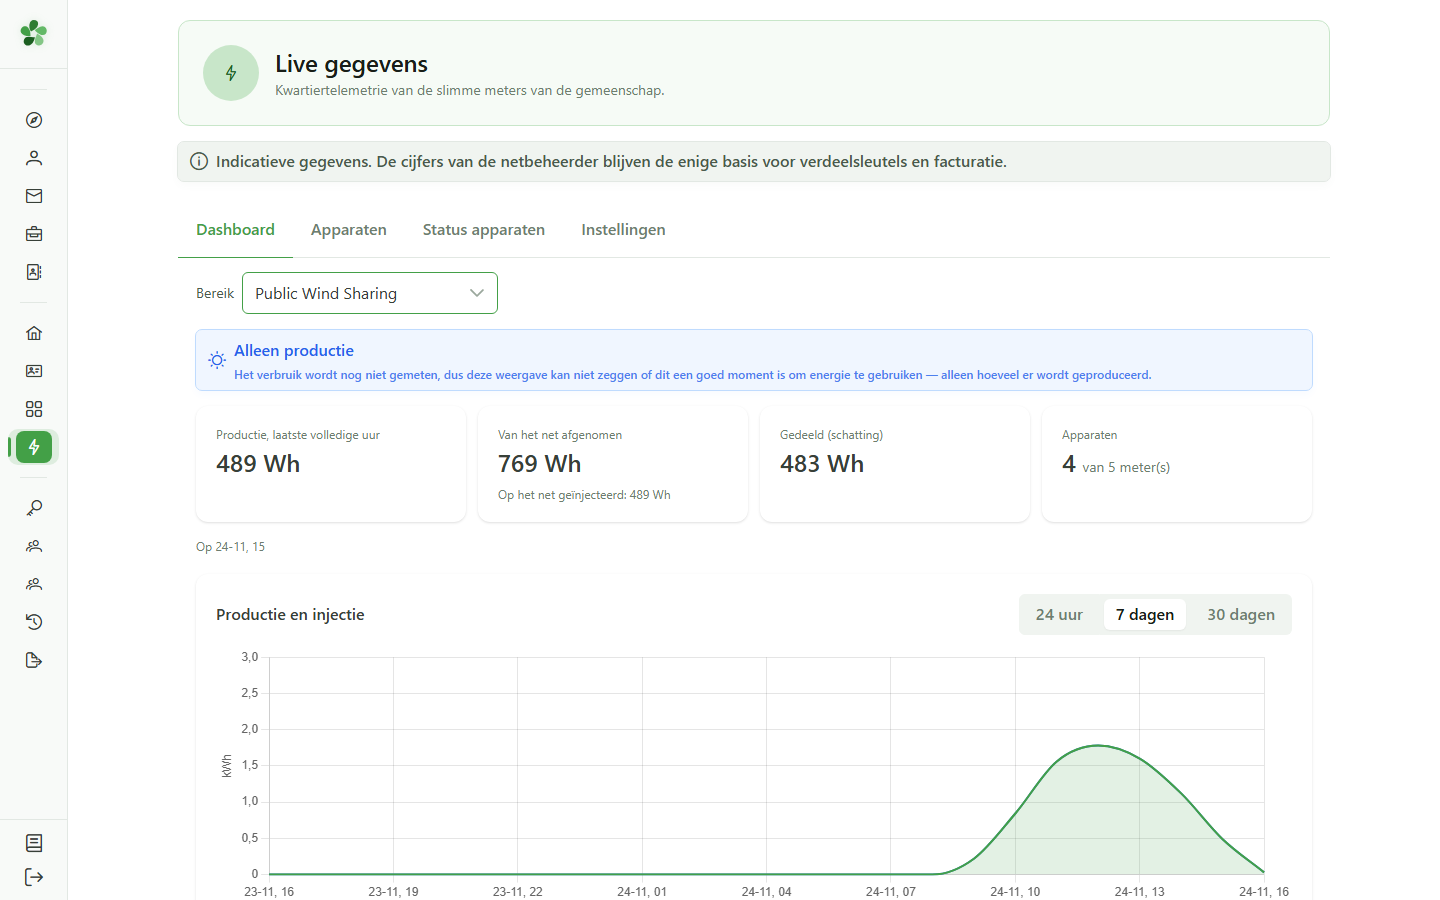 Live gegevens
Kwartiertelemetrie van de slimme meters van de gemeenschap.
Indicatieve gegevens. De cijfers van de netbeheerder blijven de enige basis voor verdeelsleutels en facturatie.
Dashboard
Apparaten
Status apparaten
Instellingen
Bereik
Public Wind Sharing
Alleen productie
Het verbruik wordt nog niet gemeten, dus deze weergave kan niet zeggen of dit een goed moment is om energie te gebruiken — alleen hoeveel er wordt geproduceerd.
Productie, laatste volledige uur
489 Wh
Van het net afgenomen
769 Wh
Op het net geïnjecteerd: 489 Wh
Gedeeld (schatting)
483 Wh
Apparaten
4 van 5 meter(s)
Op 24-11, 15
Productie en injectie
24 uur
7 dagen
30 dagen
3,0
2,5
2,0
1,5
1,0
0,5
0
kWh
23-11, 16
23-11, 19
23-11, 22
24-11, 01
24-11, 04
24-11, 07
24-11, 10
24-11, 13
24-11, 16